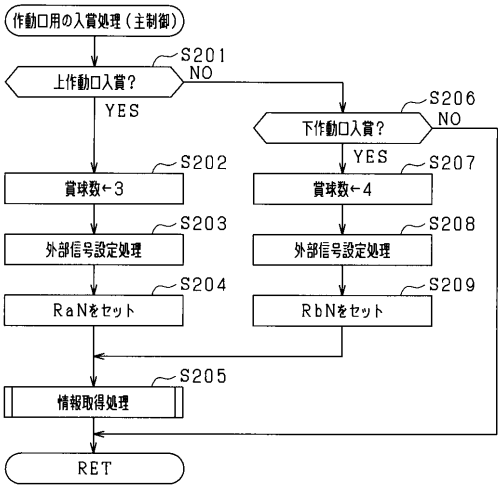 作動口用の入賞処理(主制御)
S201
上作動口入賞?
NO
YES
S206
下作動口入賞?
NO
YES
S202
賞球数←3
S207
賞球数←4
S203
外部信号設定処理
S208
外部信号設定処理
S204
RaNをセット
S209
RbNをセット
S205
情報取得処理
RET